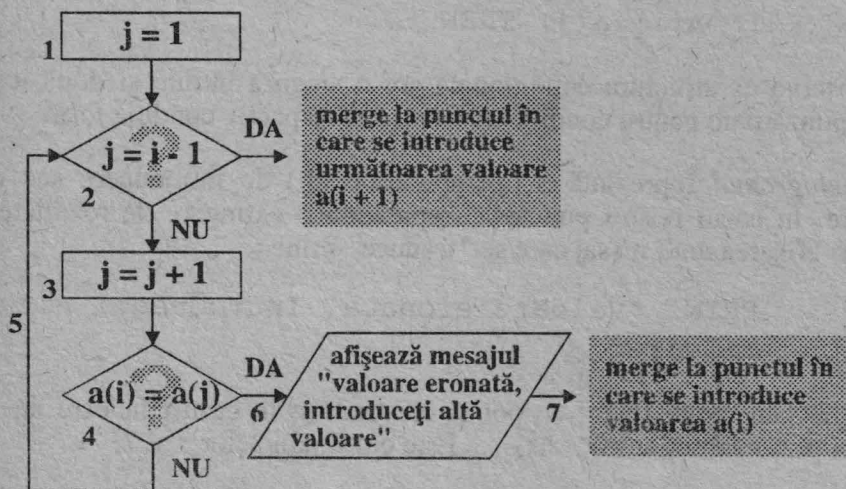 1
j = 1
j = i - 1
2
DA
merge la punctul în
care se introduce
următoarea valoare
a(i + 1)
NU
3
j = j + 1
5
a(i) = a(j)
4
DA
6
afişează mesajul
"valoare eronată,
introduceţi altă
valoare"
7
merge la punctul în
care se introduce
valoarea a(i)
NU